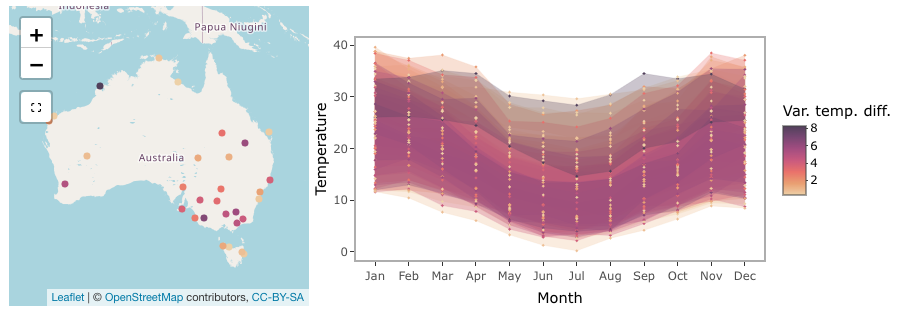 Indonesia
Papua Niugini
+
−
Australia
Leaflet | © OpenStreetMap contributors, CC-BY-SA
40
30
20
10
0
Temperature
Jan Feb Mar Apr May Jun Jul Aug Sep Oct Nov Dec
Month
Var. temp. diff.
8
6
4
2